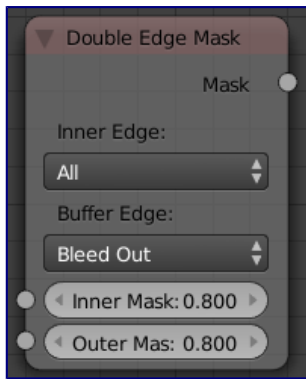 Double Edge Mask
Mask
Inner Edge:
All
Buffer Edge:
Bleed Out
Inner Mask: 0.800
Outer Mas: 0.800